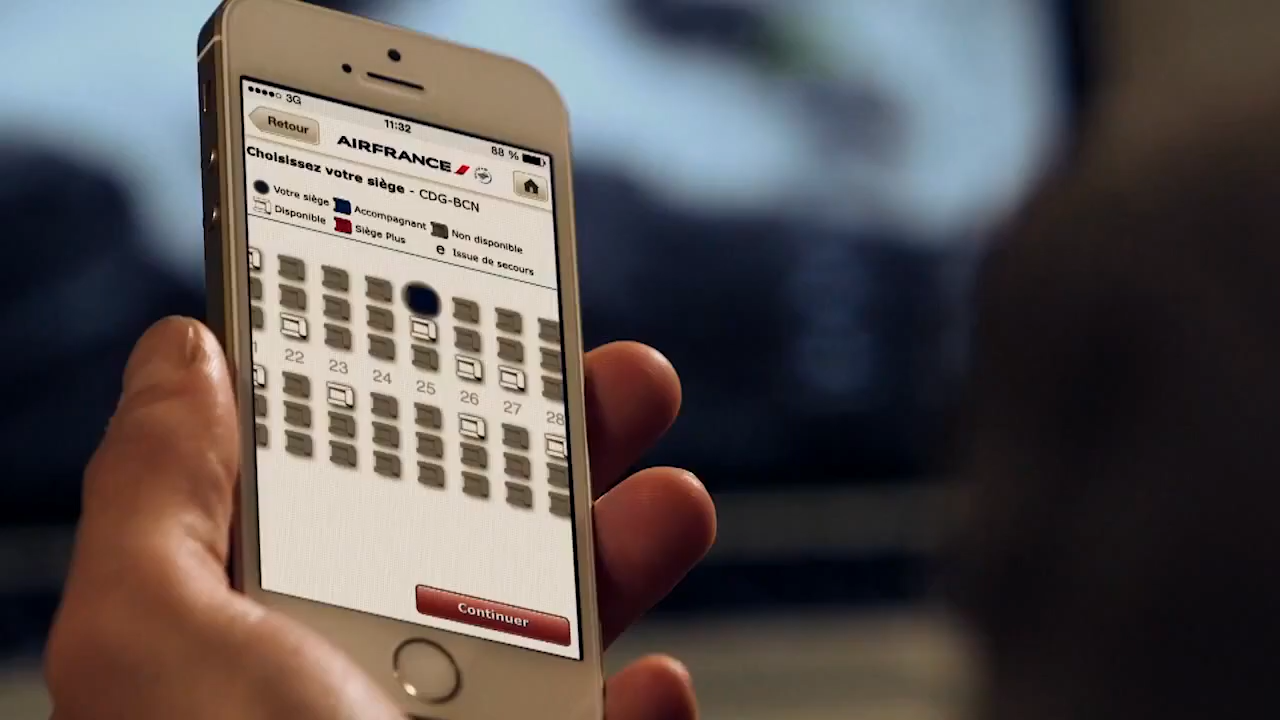 3G 11:32 88 %
Retour
AIRFRANCE
Choisissez votre siège - CDG-BCN
Votre siège Accompagnant Non disponible
Disponible Siège Plus e Issue de secours
22 23 24 25 26 27 28
Continuer